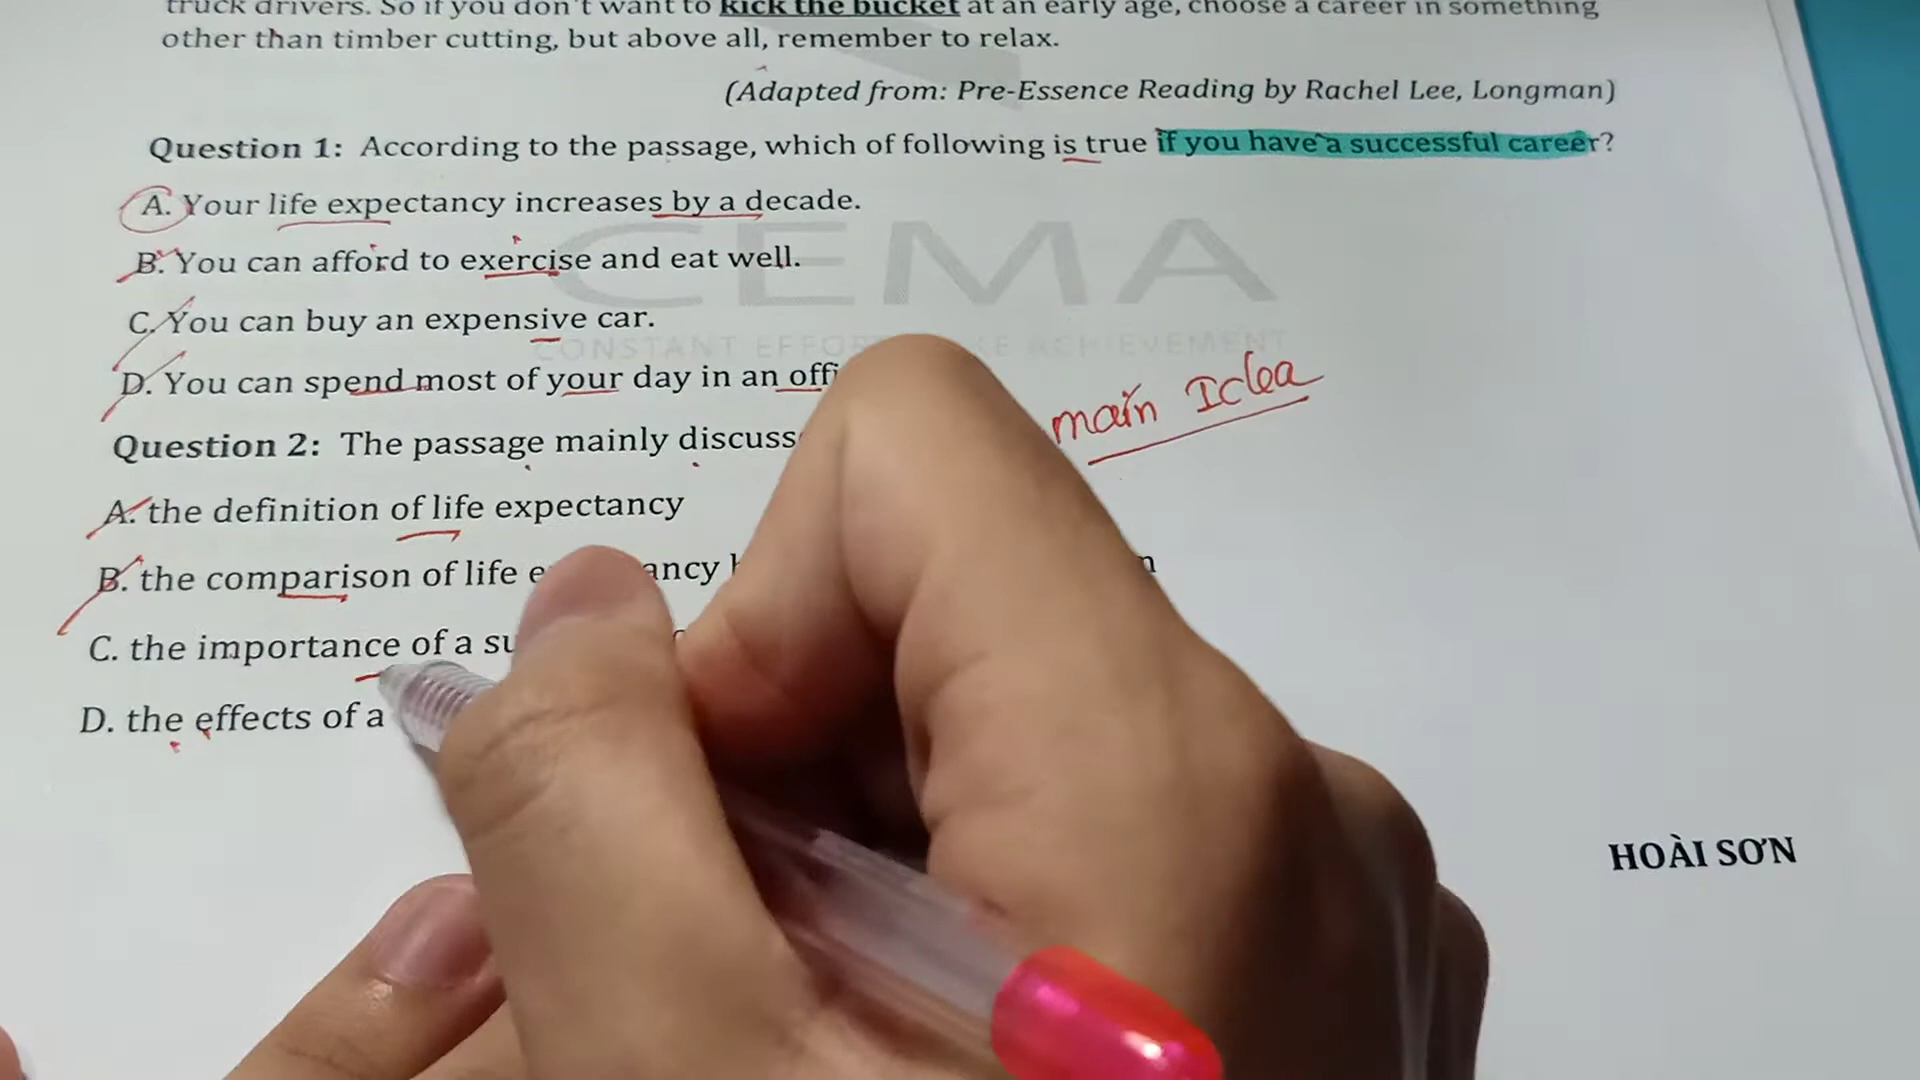 truck drivers. So if you don't want to kick the bucket at an early age, choose a career in something
other than timber cutting, but above all, remember to relax.
(Adapted from: Pre-Essence Reading by Rachel Lee, Longman)
Question 1: According to the passage, which of following is true if you have a successful career?
A. Your life expectancy increases by a decade.
B. You can afford to exercise and eat well.
C. You can buy an expensive car.
CEMA
CONSTANT ACHIEVEMENT
D. You can spend most of your day in an
main Idea
Question 2: The passage mainly
A. the definition of life expectancy
B. the comparison of life
C. the importance of a
D. the effects of a
HOÀI SƠN